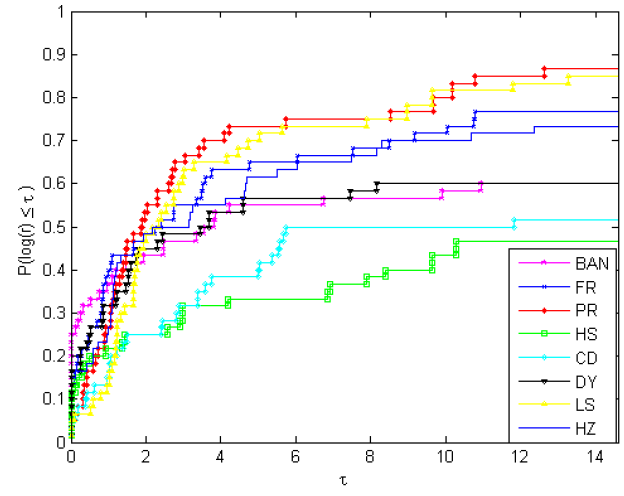 1
0.9
0.8
0.7
0.6
0.5
0.4
0.3
0.2
0.1
0
P(log(r) ≤ τ)
BAN
FR
PR
HS
CD
DY
LS
HZ
0 2 4 6 8 10 12 14
τ